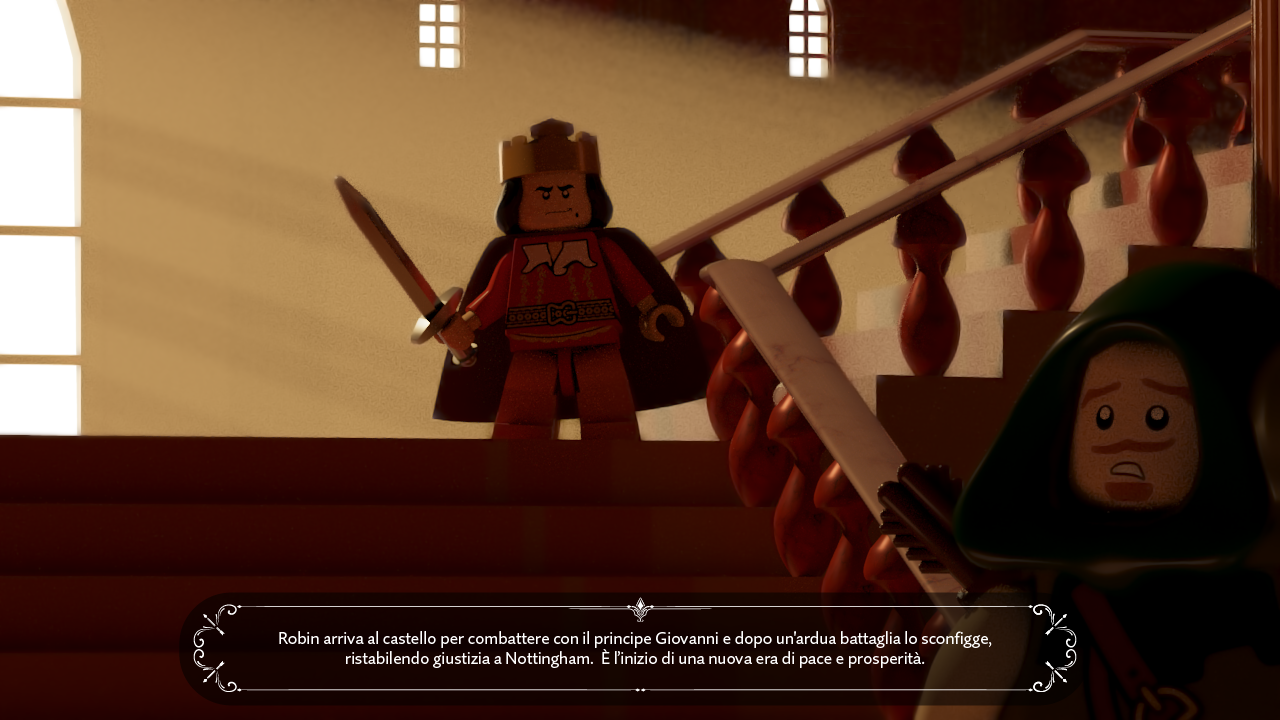 Robin arriva al castello per combattere con il principe Giovanni e dopo un'ardua battaglia lo sconfigge,
ristabilendo giustizia a Nottingham.  È l'inizio di una nuova era di pace e prosperità.